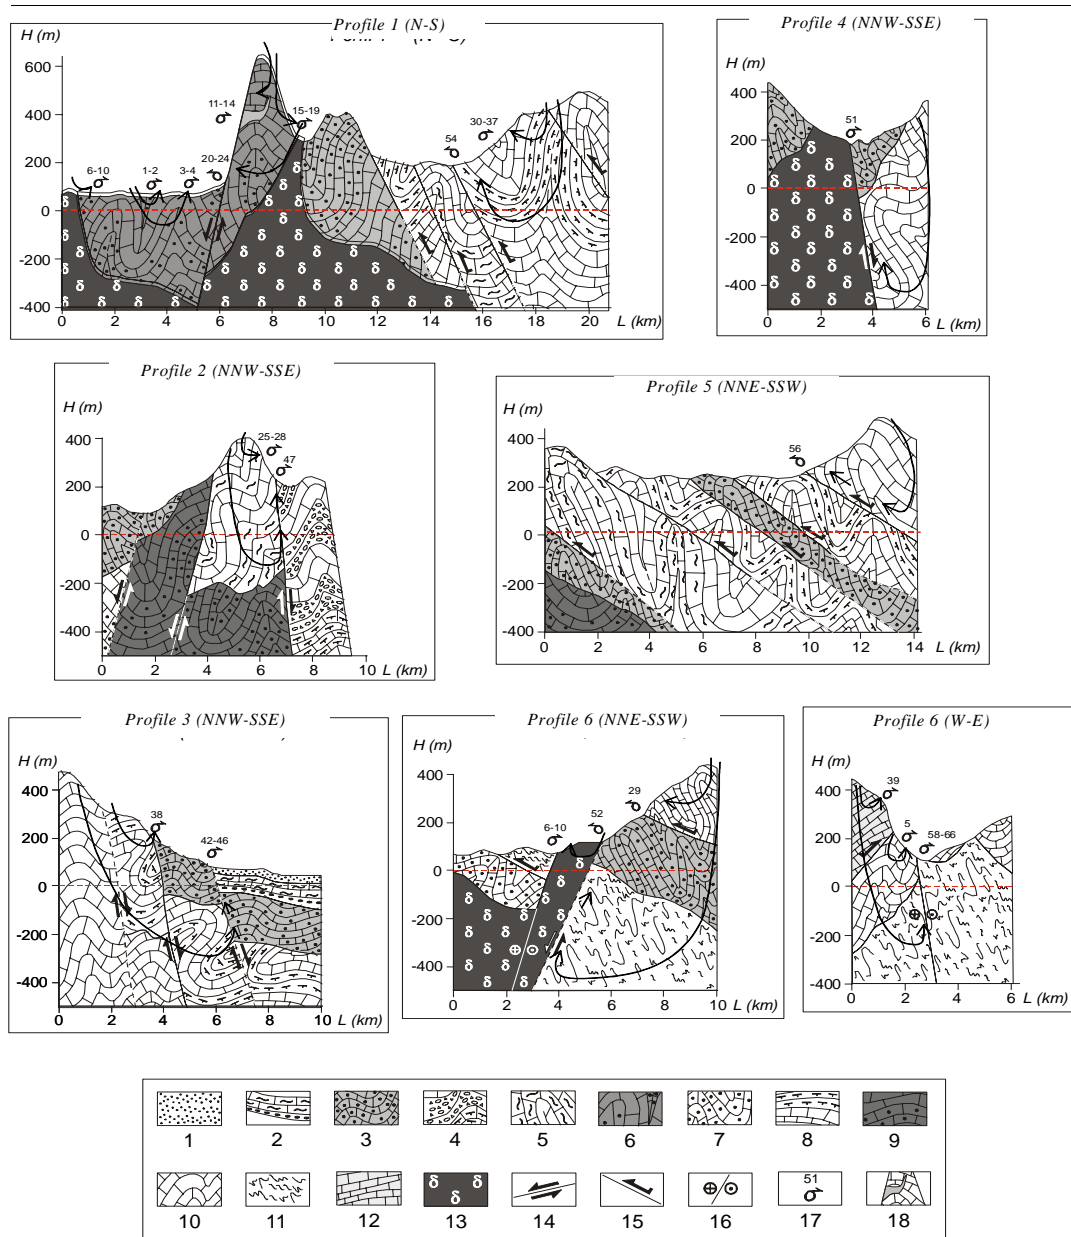 Profile 1 (N-S)
H (m)
600
400
200
0
-200
-400
11-14
15-19
6-10
1-2
3-4
20-24
54
30-37
δ δ δ δ δ δ δ
0 2 4 6 8 10 12 14 16 18 20 L (km)
Profile 4 (NNW-SSE)
H (m)
400
200
0
-200
-400
51
δ δ δ δ δ δ δ
0 2 4 6 L (km)
Profile 2 (NNW-SSE)
H (m)
400
200
0
-200
-400
25-28
47
0 2 4 6 8 10 L (km)
Profile 5 (NNE-SSW)
H (m)
400
200
0
-200
-400
56
0 2 4 6 8 10 12 14 L (km)
Profile 3 (NNW-SSE)
H (m)
400
200
0
-200
-400
38
42-46
0 2 4 6 8 10 L (km)
Profile 6 (NNE-SSW)
H (m)
400
200
0
-200
-400
6-10
52
29
δ δ δ δ δ δ δ
0 2 4 6 8 10 L (km)
Profile 6 (W-E)
H (m)
400
200
0
-200
-400
39
5
58-66
0 2 4 6 L (km)
1 2 3 4 5 6 7 8 9
δ δ δ
51
10 11 12 13 14 15 16 17 18